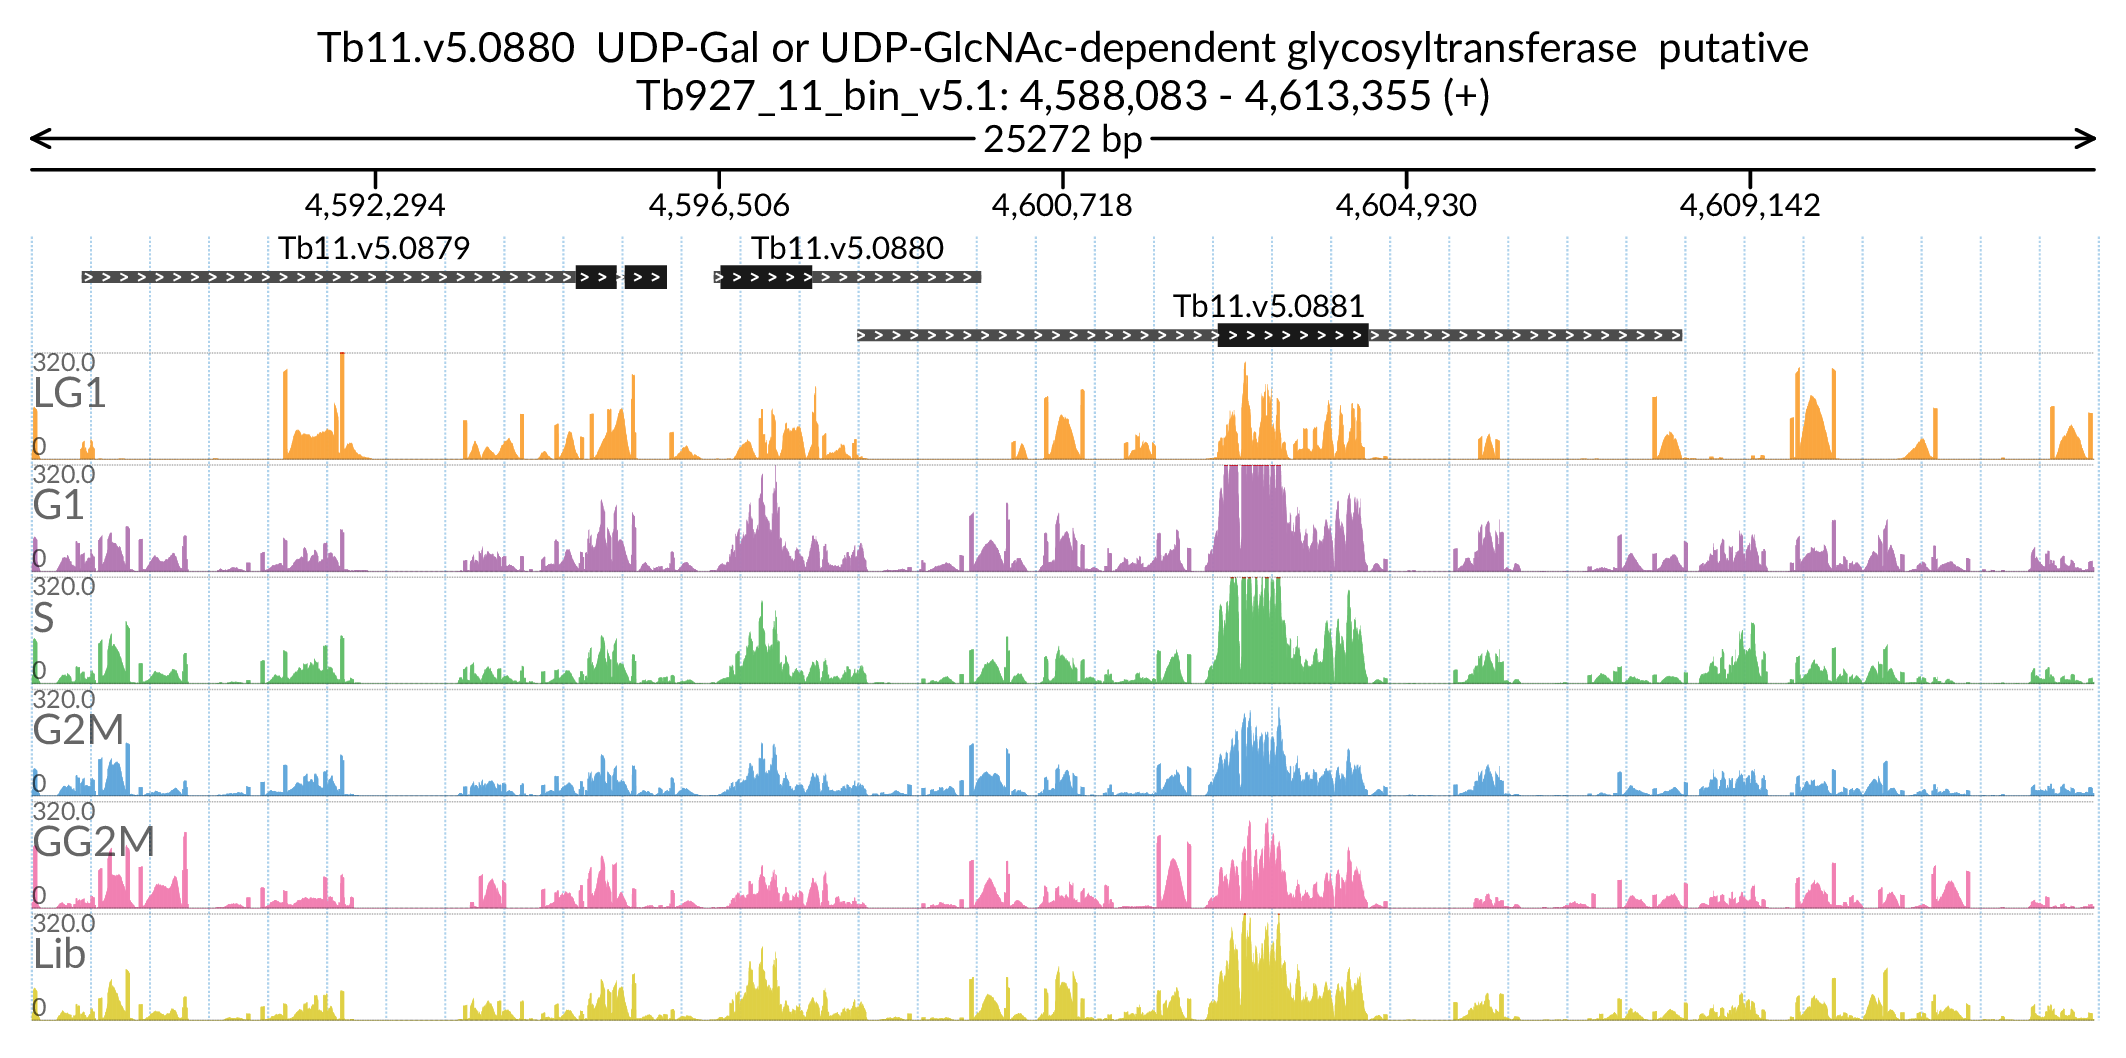 Tb11.v5.0880 UDP-Gal or UDP-GlcNAc-dependent glycosyltransferase putative
Tb927_11_bin_v5.1: 4,588,083 - 4,613,355 (+)
25272 bp
4,592,294 4,596,506 4,600,718 4,604,930 4,609,142
Tb11.v5.0879 Tb11.v5.0880
Tb11.v5.0881
320.0
LG1
0
320.0
G1
0
320.0
S
0
320.0
G2M
0
320.0
GG2M
0
320.0
Lib
0